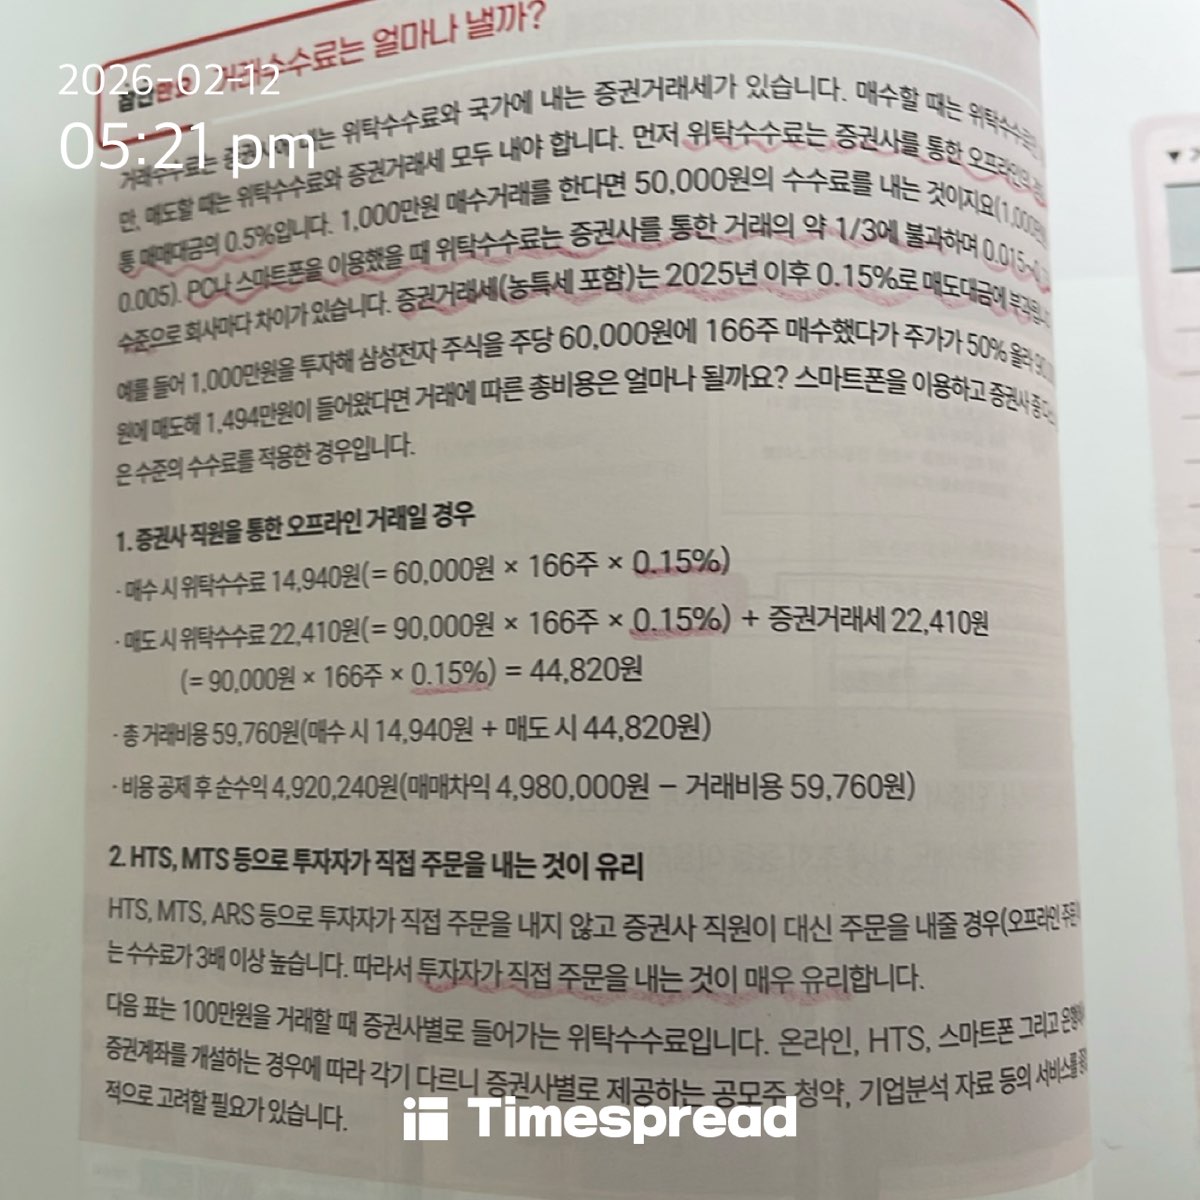 거래수수료는 얼마나 낼까?
2026-02-12
05:21 pm
거래수수료는 내는 위탁수수료와 국가에 내는 증권거래세가 있습니다. 매수할 때는 위탁수수료
만, 매도할 때는 위탁수수료와 증권거래세 모두 내야 합니다. 먼저 위탁수수료는 증권사를 통한 오프라인의
통 매매대금의 0.5%입니다. 1,000만원 매수거래를 한다면 50,000원의 수수료를 내는 것이지요(1,000만원
0.005). PC나 스마트폰을 이용했을 때 위탁수수료는 증권사를 통한 거래의 약 1/3에 불과하며 0.015~
수준으로 회사마다 차이가 있습니다. 증권거래세(농특세 포함)는 2025년 이후 0.15%로 매도대금에 부과됩니다
예를 들어 1,000만원을 투자해 삼성전자 주식을 주당 60,000원에 166주 매수했다가 주가가 50% 올라
원에 매도해 1,494만원이 들어왔다면 거래에 따른 총비용은 얼마나 될까요? 스마트폰을 이용하고 증권사 중
은 수준의 수수료를 적용한 경우입니다.
1. 증권사 직원을 통한 오프라인 거래일 경우
· 매수 시 위탁수수료 14,940원(= 60,000원 × 166주 × 0.15%)
· 매도 시 위탁수수료 22,410원(= 90,000원 × 166주 × 0.15%) + 증권거래세 22,410원
(= 90,000원 × 166주 × 0.15%) = 44,820원
· 총 거래비용 59,760원(매수 시 14,940원 + 매도 시 44,820원)
· 비용 공제 후 순수익 4,920,240원(매매차익 4,980,000원 − 거래비용 59,760원)
2. HTS, MTS 등으로 투자자가 직접 주문을 내는 것이 유리
HTS, MTS, ARS 등으로 투자자가 직접 주문을 내지 않고 증권사 직원이 대신 주문을 내줄 경우(오프라인 주문)
는 수수료가 3배 이상 높습니다. 따라서 투자자가 직접 주문을 내는 것이 매우 유리합니다.
다음 표는 100만원을 거래할 때 증권사별로 들어가는 위탁수수료입니다. 온라인, HTS, 스마트폰 그리고
증권계좌를 개설하는 경우에 따라 각기 다르니 증권사별로 제공하는 공모주 청약, 기업분석 자료 등의 서비스를
적으로 고려할 필요가 있습니다.
Timespread